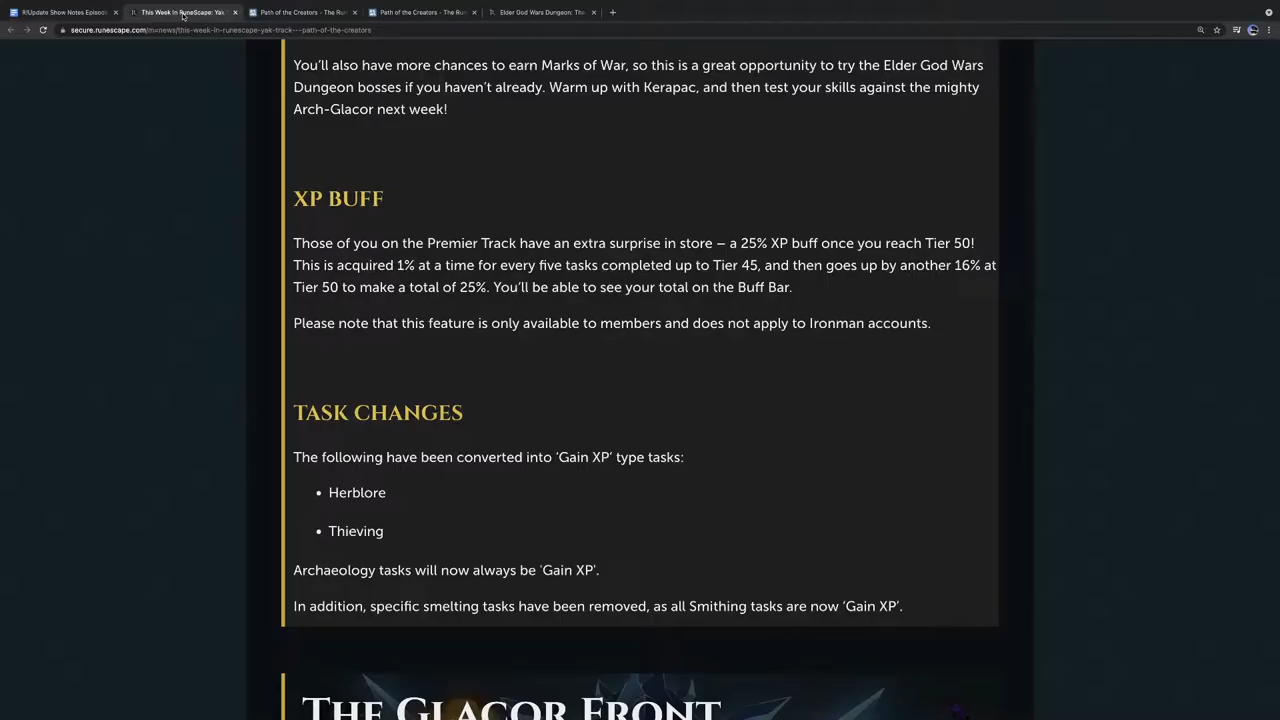 R!Update Show Notes Episod
This Week In RuneScape: Yak
Path of the Creators - The Run
Path of the Creators - The Run
Elder God Wars Dungeon: The
secure.runescape.com/m=news/this-week-in-runescape-yak-track---path-of-the-creators
You'll also have more chances to earn Marks of War, so this is a great opportunity to try the Elder God Wars
Dungeon bosses if you haven't already. Warm up with Kerapac, and then test your skills against the mighty
Arch-Glacor next week!
XP BUFF
Those of you on the Premier Track have an extra surprise in store – a 25% XP buff once you reach Tier 50!
This is acquired 1% at a time for every five tasks completed up to Tier 45, and then goes up by another 16% at
Tier 50 to make a total of 25%. You'll be able to see your total on the Buff Bar.
Please note that this feature is only available to members and does not apply to Ironman accounts.
TASK CHANGES
The following have been converted into 'Gain XP' type tasks:
• Herblore
• Thieving
Archaeology tasks will now always be 'Gain XP'.
In addition, specific smelting tasks have been removed, as all Smithing tasks are now 'Gain XP'.
THE GLACOR FRONT